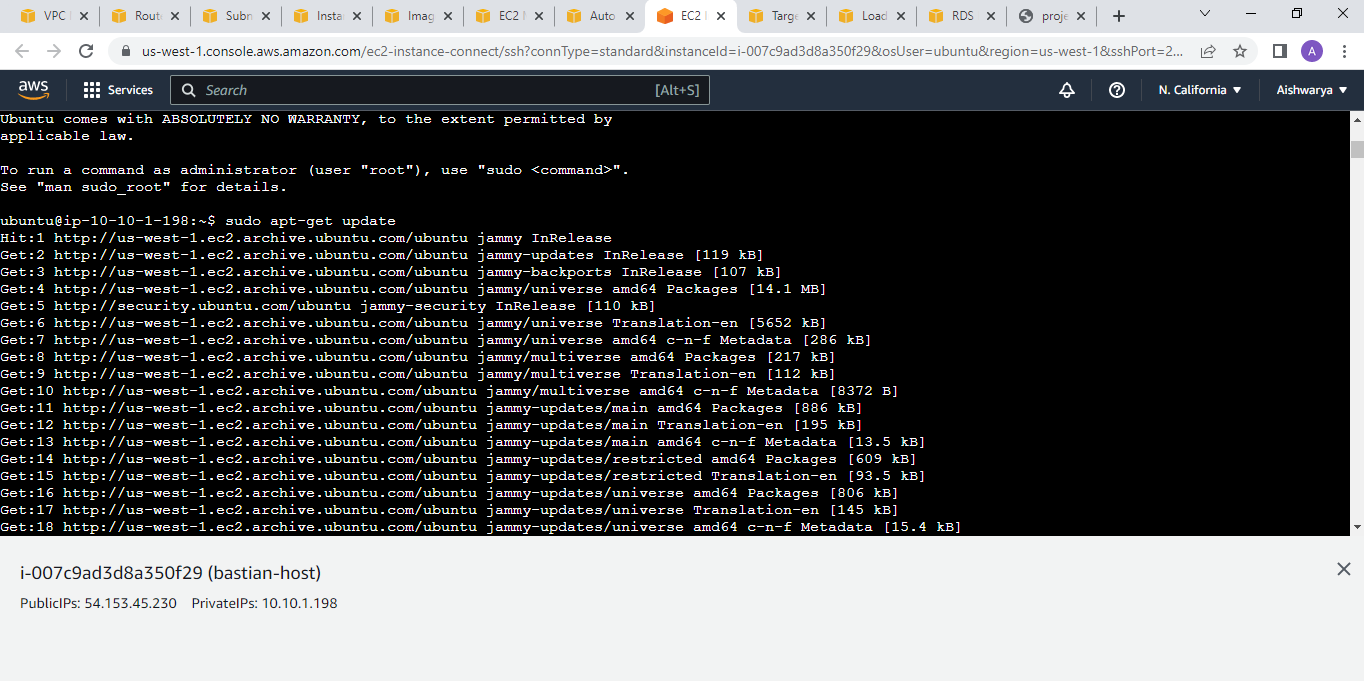 VPC
Rout
Subn
Insta
Imag
EC2
Auto
EC2
Targe
Load
RDS
proje
us-west-1.console.aws.amazon.com/ec2-instance-connect/ssh?connType=standard&instanceId=i-007c9ad3d8a350f29&osUser=ubuntu&region=us-west-1&sshPort=2...
A
aws
Services
Search
[Alt+S]
N. California
Aishwarya
Ubuntu comes with ABSOLUTELY NO WARRANTY, to the extent permitted by
applicable law.
To run a command as administrator (user "root"), use "sudo <command>".
See "man sudo_root" for details.
ubuntu@ip-10-10-1-198:~$ sudo apt-get update
Hit:1 http://us-west-1.ec2.archive.ubuntu.com/ubuntu jammy InRelease
Get:2 http://us-west-1.ec2.archive.ubuntu.com/ubuntu jammy-updates InRelease [119 kB]
Get:3 http://us-west-1.ec2.archive.ubuntu.com/ubuntu jammy-backports InRelease [107 kB]
Get:4 http://us-west-1.ec2.archive.ubuntu.com/ubuntu jammy/universe amd64 Packages [14.1 MB]
Get:5 http://security.ubuntu.com/ubuntu jammy-security InRelease [110 kB]
Get:6 http://us-west-1.ec2.archive.ubuntu.com/ubuntu jammy/universe Translation-en [5652 kB]
Get:7 http://us-west-1.ec2.archive.ubuntu.com/ubuntu jammy/universe amd64 c-n-f Metadata [286 kB]
Get:8 http://us-west-1.ec2.archive.ubuntu.com/ubuntu jammy/multiverse amd64 Packages [217 kB]
Get:9 http://us-west-1.ec2.archive.ubuntu.com/ubuntu jammy/multiverse Translation-en [112 kB]
Get:10 http://us-west-1.ec2.archive.ubuntu.com/ubuntu jammy/multiverse amd64 c-n-f Metadata [8372 B]
Get:11 http://us-west-1.ec2.archive.ubuntu.com/ubuntu jammy-updates/main amd64 Packages [886 kB]
Get:12 http://us-west-1.ec2.archive.ubuntu.com/ubuntu jammy-updates/main Translation-en [195 kB]
Get:13 http://us-west-1.ec2.archive.ubuntu.com/ubuntu jammy-updates/main amd64 c-n-f Metadata [13.5 kB]
Get:14 http://us-west-1.ec2.archive.ubuntu.com/ubuntu jammy-updates/restricted amd64 Packages [609 kB]
Get:15 http://us-west-1.ec2.archive.ubuntu.com/ubuntu jammy-updates/restricted Translation-en [93.5 kB]
Get:16 http://us-west-1.ec2.archive.ubuntu.com/ubuntu jammy-updates/universe amd64 Packages [806 kB]
Get:17 http://us-west-1.ec2.archive.ubuntu.com/ubuntu jammy-updates/universe Translation-en [145 kB]
Get:18 http://us-west-1.ec2.archive.ubuntu.com/ubuntu jammy-updates/universe amd64 c-n-f Metadata [15.4 kB]
i-007c9ad3d8a350f29 (bastian-host)
PublicIPs: 54.153.45.230 PrivateIPs: 10.10.1.198